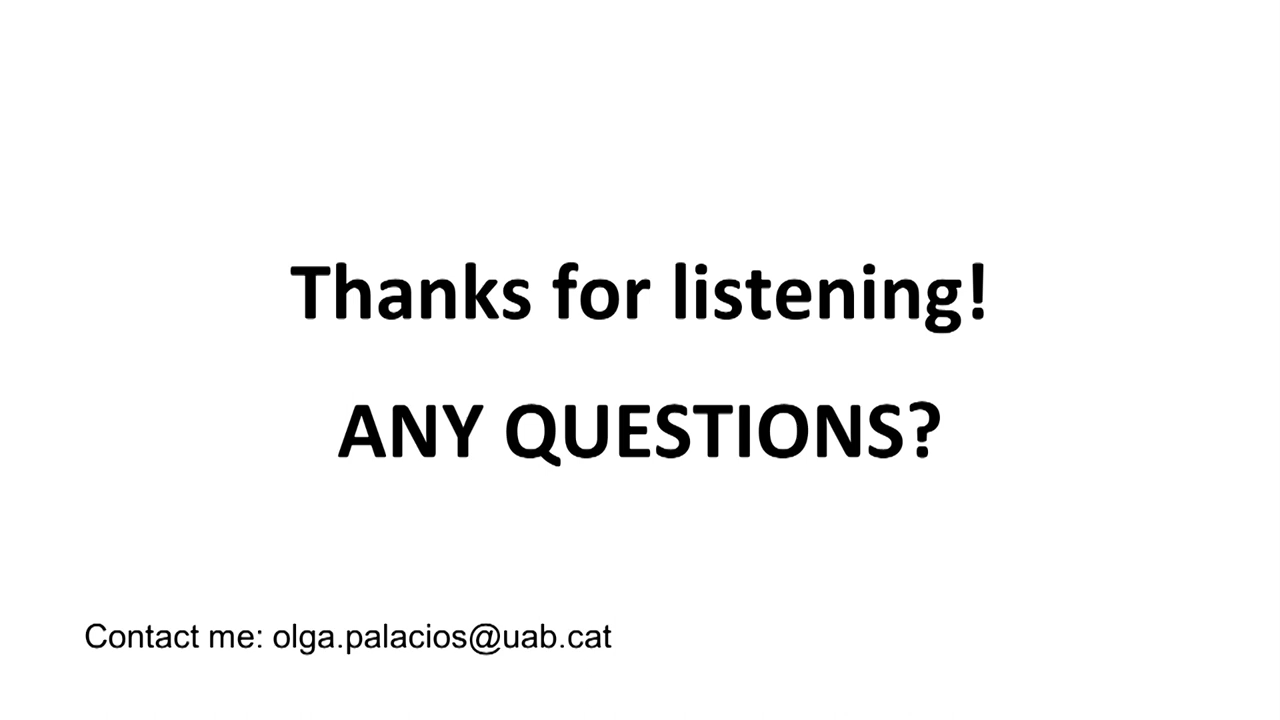 Thanks for listening!
ANY QUESTIONS?
Contact me: olga.palacios@uab.cat